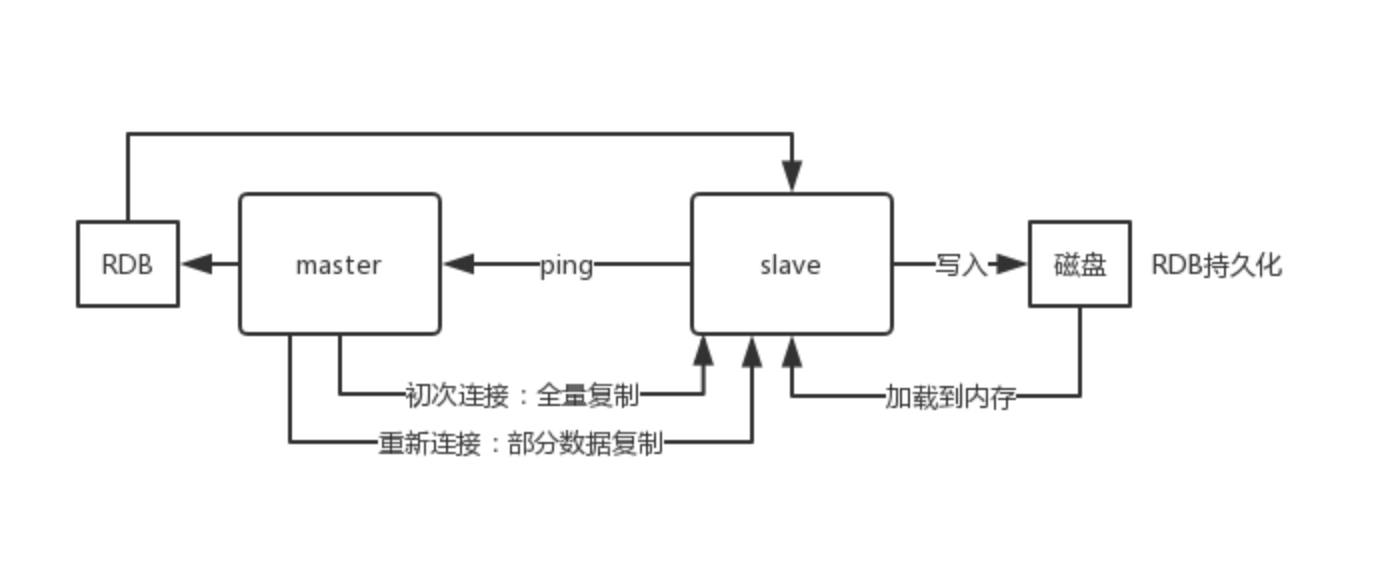 RDB
master
ping
slave
写入
磁盘
RDB持久化
初次连接：全量复制
加载到内存
重新连接：部分数据复制